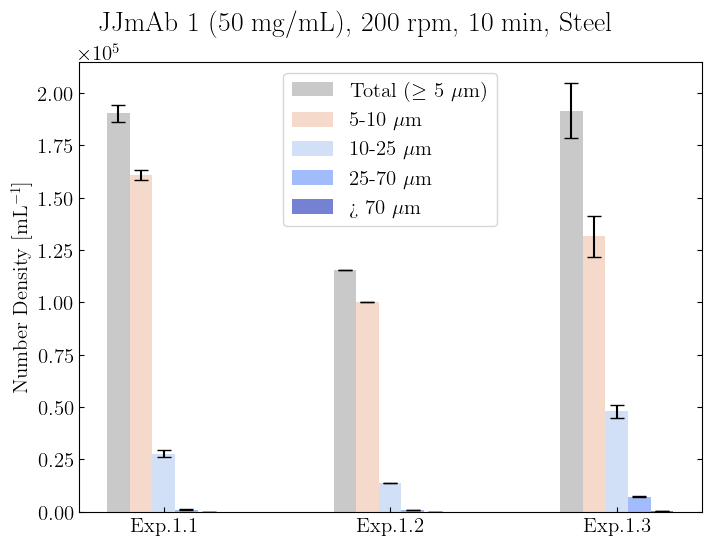 JJmAb 1 (50 mg/mL), 200 rpm, 10 min, Steel
×10⁵
2.00
1.75
1.50
1.25
1.00
0.75
0.50
0.25
0.00
Number Density [mL⁻¹]
Total (≥ 5 μm)
5-10 μm
10-25 μm
25-70 μm
¿ 70 μm
Exp.1.1 Exp.1.2 Exp.1.3